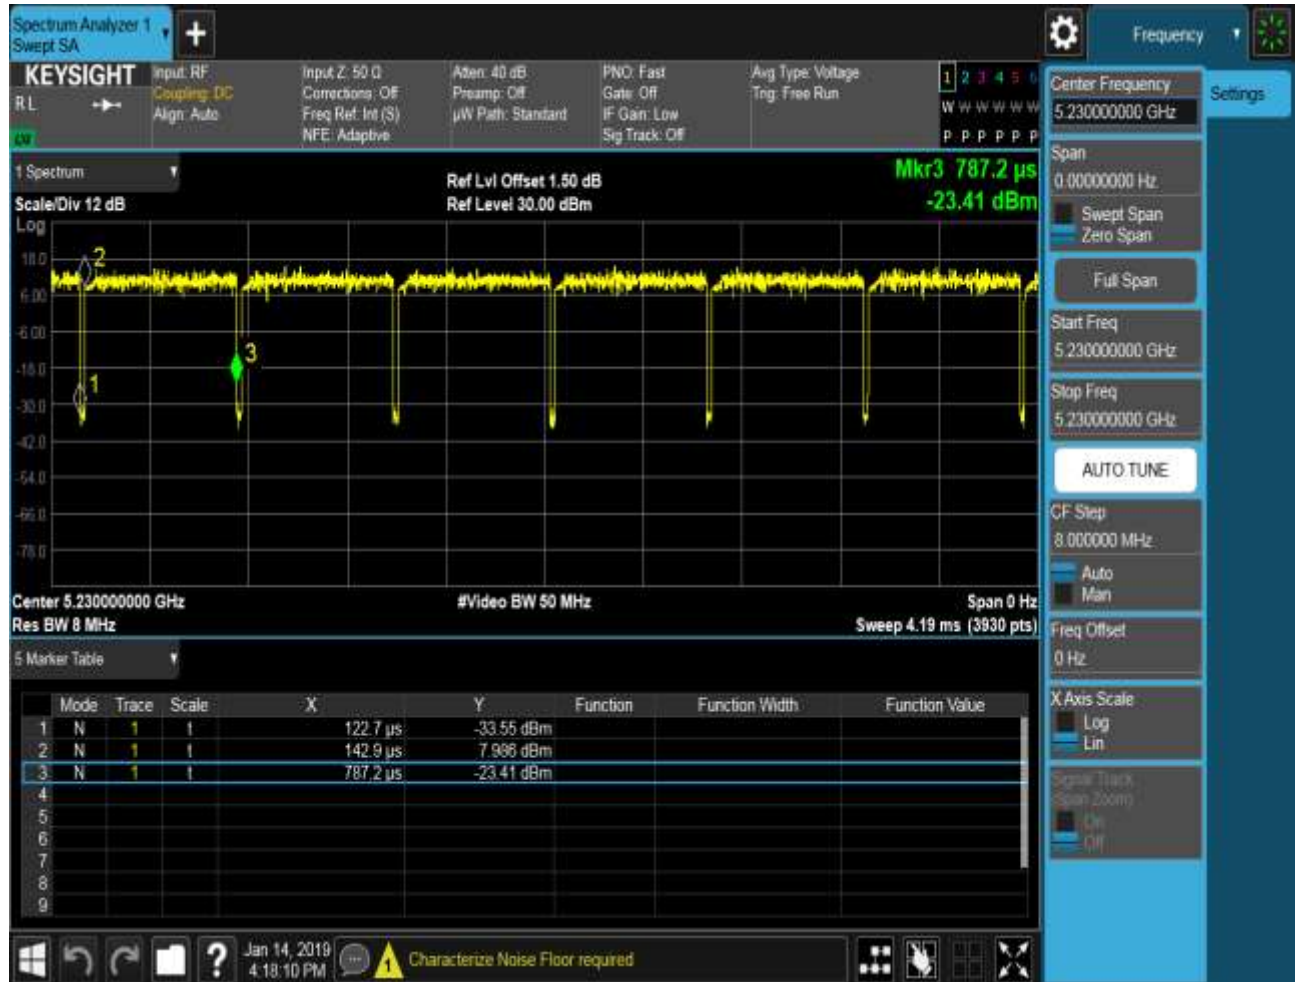 Spectrum Analyzer 1
Swept SA
Frequency
KEYSIGHT
R L
Input: RF
Coupling: DC
Align: Auto
Input Z: 50 Ω
Corrections: Off
Freq Ref: Int (S)
NFE: Adaptive
Atten: 40 dB
Preamp: Off
µW Path: Standard
PNO: Fast
Gate: Off
IF Gain: Low
Sig Track: Off
Avg Type: Voltage
Trig: Free Run
1 2 3 4 5 6
W W W W W W
P P P P P P
1 Spectrum
Scale/Div 12 dB
Ref Lvl Offset 1.50 dB
Ref Level 30.00 dBm
Mkr3 787.2 µs
-23.41 dBm
Log
18.0
6.00
-6.00
-18.0
-30.0
-42.0
-54.0
-66.0
-78.0
1
2
3
Center 5.230000000 GHz
Res BW 8 MHz
#Video BW 50 MHz
Span 0 Hz
Sweep 4.19 ms (3930 pts)
5 Marker Table
Mode Trace Scale X Y Function Function Width Function Value
1 N 1 t 122.7 µs -33.55 dBm
2 N 1 t 142.9 µs 7.986 dBm
3 N 1 t 787.2 µs -23.41 dBm
4
5
6
7
8
9
?
Jan 14, 2019
4:18:10 PM
Characterize Noise Floor required
Center Frequency
5.230000000 GHz
Settings
Span
0.00000000 Hz
Swept Span
Zero Span
Full Span
Start Freq
5.230000000 GHz
Stop Freq
5.230000000 GHz
AUTO TUNE
CF Step
8.000000 MHz
Auto
Man
Freq Offset
0 Hz
X Axis Scale
Log
Lin
Signal Track
(Span Zoom)
On
Off